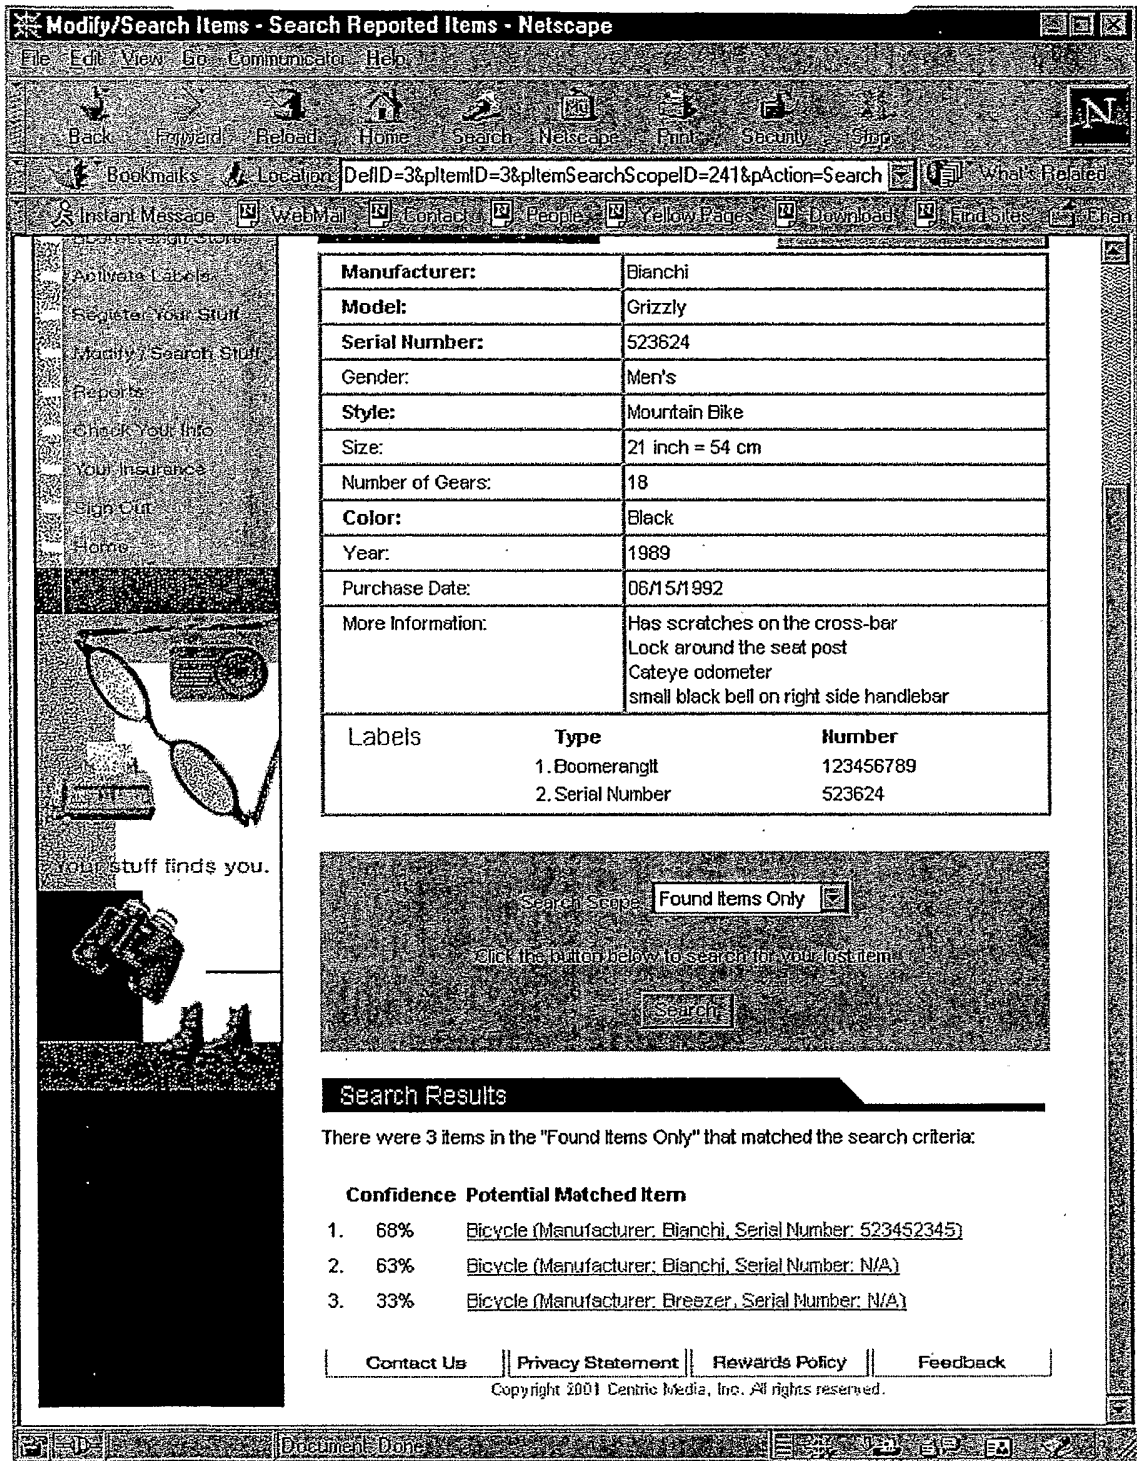 Modify/Search Items - Search Reported Items - Netscape
File Edit View Go Communicator Help
Back Forward Reload Home Search Netscape Print Security Stop
Bookmarks Location DefID=3&pItemID=3&pItemSearchScopeID=241&pAction=Search What's Related
Instant Message WebMail Contact People Yellow Pages Download Find Sites
Activate Labels
Register Your Stuff
Modify / Search Stuff
Reports
Check Your Info
Your Insurance
Sign Out
Home
Your stuff finds you.
Manufacturer: Bianchi
Model: Grizzly
Serial Number: 523624
Gender: Men's
Style: Mountain Bike
Size: 21 inch = 54 cm
Number of Gears: 18
Color: Black
Year: 1989
Purchase Date: 06/15/1992
More Information: Has scratches on the cross-bar
Lock around the seat post
Cateye odometer
small black bell on right side handlebar
Labels Type Number
1. BoomerangIt 123456789
2. Serial Number 523624
Search Scope Found Items Only
Click the button below to search for your lost item
Search
Search Results
There were 3 items in the "Found Items Only" that matched the search criteria:
Confidence Potential Matched Item
1. 68% Bicycle (Manufacturer: Bianchi, Serial Number: 523452345)
2. 63% Bicycle (Manufacturer: Bianchi, Serial Number: N/A)
3. 33% Bicycle (Manufacturer: Breezer, Serial Number: N/A)
Contact Us Privacy Statement Rewards Policy Feedback
Copyright 2001 Centric Media, Inc. All rights reserved.
Document: Done